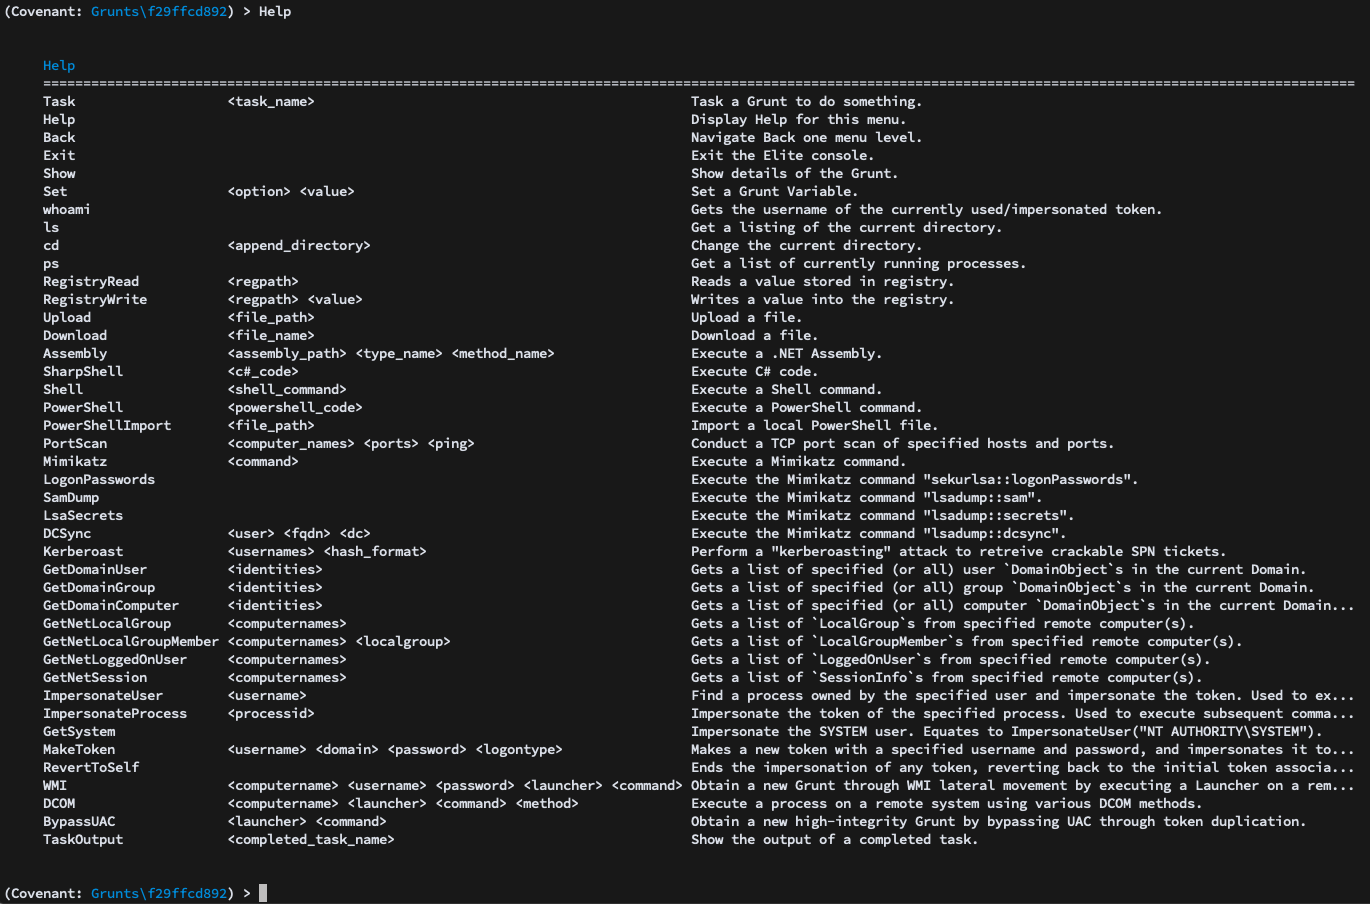 (Covenant: Grunts\f29ffcd892) > Help
Help
====================================================================================================================================================================
Task <task_name> Task a Grunt to do something.
Help Display Help for this menu.
Back Navigate Back one menu level.
Exit Exit the Elite console.
Show Show details of the Grunt.
Set <option> <value> Set a Grunt Variable.
whoami Gets the username of the currently used/impersonated token.
ls Get a listing of the current directory.
cd <append_directory> Change the current directory.
ps Get a list of currently running processes.
RegistryRead <regpath> Reads a value stored in registry.
RegistryWrite <regpath> <value> Writes a value into the registry.
Upload <file_path> Upload a file.
Download <file_name> Download a file.
Assembly <assembly_path> <type_name> <method_name> Execute a .NET Assembly.
SharpShell <c#_code> Execute C# code.
Shell <shell_command> Execute a Shell command.
PowerShell <powershell_code> Execute a PowerShell command.
PowerShellImport <file_path> Import a local PowerShell file.
PortScan <computer_names> <ports> <ping> Conduct a TCP port scan of specified hosts and ports.
Mimikatz <command> Execute a Mimikatz command.
LogonPasswords Execute the Mimikatz command "sekurlsa::logonPasswords".
SamDump Execute the Mimikatz command "lsadump::sam".
LsaSecrets Execute the Mimikatz command "lsadump::secrets".
DCSync <user> <fqdn> <dc> Execute the Mimikatz command "lsadump::dcsync".
Kerberoast <usernames> <hash_format> Perform a "kerberoasting" attack to retreive crackable SPN tickets.
GetDomainUser <identities> Gets a list of specified (or all) user `DomainObject`s in the current Domain.
GetDomainGroup <identities> Gets a list of specified (or all) group `DomainObject`s in the current Domain.
GetDomainComputer <identities> Gets a list of specified (or all) computer `DomainObject`s in the current Domain...
GetNetLocalGroup <computernames> Gets a list of `LocalGroup`s from specified remote computer(s).
GetNetLocalGroupMember <computernames> <localgroup> Gets a list of `LocalGroupMember`s from specified remote computer(s).
GetNetLoggedOnUser <computernames> Gets a list of `LoggedOnUser`s from specified remote computer(s).
GetNetSession <computernames> Gets a list of `SessionInfo`s from specified remote computer(s).
ImpersonateUser <username> Find a process owned by the specified user and impersonate the token. Used to ex...
ImpersonateProcess <processid> Impersonate the token of the specified process. Used to execute subsequent comma...
GetSystem Impersonate the SYSTEM user. Equates to ImpersonateUser("NT AUTHORITY\SYSTEM").
MakeToken <username> <domain> <password> <logontype> Makes a new token with a specified username and password, and impersonates it to...
RevertToSelf Ends the impersonation of any token, reverting back to the initial token associa...
WMI <computername> <username> <password> <launcher> <command> Obtain a new Grunt through WMI lateral movement by executing a Launcher on a rem...
DCOM <computername> <launcher> <command> <method> Execute a process on a remote system using various DCOM methods.
BypassUAC <launcher> <command> Obtain a new high-integrity Grunt by bypassing UAC through token duplication.
TaskOutput <completed_task_name> Show the output of a completed task.
(Covenant: Grunts\f29ffcd892) >